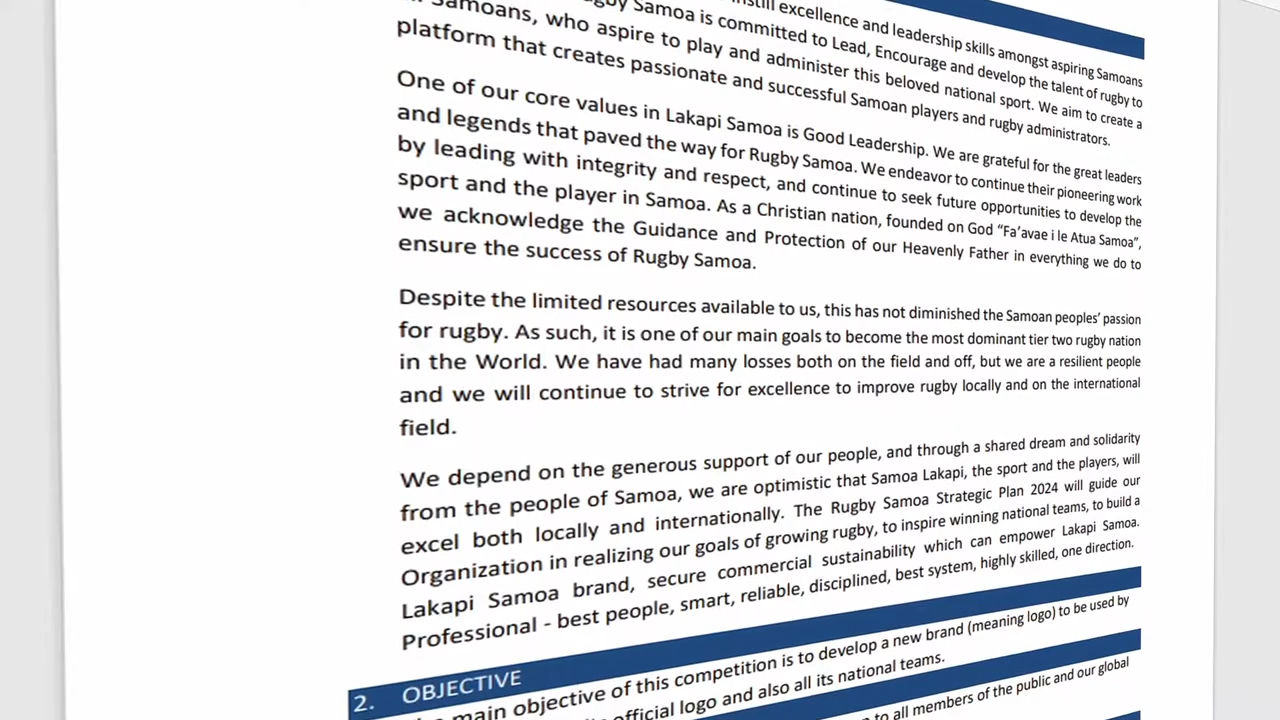 instill excellence and leadership skills amongst aspiring Samoans
Rugby Samoa is committed to Lead, Encourage and develop the talent of rugby to
Samoans, who aspire to play and administer this beloved national sport. We aim to create a
platform that creates passionate and successful Samoan players and rugby administrators.
One of our core values in Lakapi Samoa is Good Leadership. We are grateful for the great leaders
and legends that paved the way for Rugby Samoa. We endeavor to continue their pioneering work
by leading with integrity and respect, and continue to seek future opportunities to develop the
sport and the player in Samoa. As a Christian nation, founded on God “Fa’avae i le Atua Samoa”,
we acknowledge the Guidance and Protection of our Heavenly Father in everything we do to
ensure the success of Rugby Samoa.
Despite the limited resources available to us, this has not diminished the Samoan peoples’ passion
for rugby. As such, it is one of our main goals to become the most dominant tier two rugby nation
in the World. We have had many losses both on the field and off, but we are a resilient people
and we will continue to strive for excellence to improve rugby locally and on the international
field.
We depend on the generous support of our people, and through a shared dream and solidarity
from the people of Samoa, we are optimistic that Samoa Lakapi, the sport and the players, will
excel both locally and internationally. The Rugby Samoa Strategic Plan 2024 will guide our
Organization in realizing our goals of growing rugby, to inspire winning national teams, to build a
Lakapi Samoa brand, secure commercial sustainability which can empower Lakapi Samoa.
Professional - best people, smart, reliable, disciplined, best system, highly skilled, one direction.
2. OBJECTIVE
main objective of this competition is to develop a new brand (meaning logo) to be used by
official logo and also all its national teams.
to all members of the public and our global